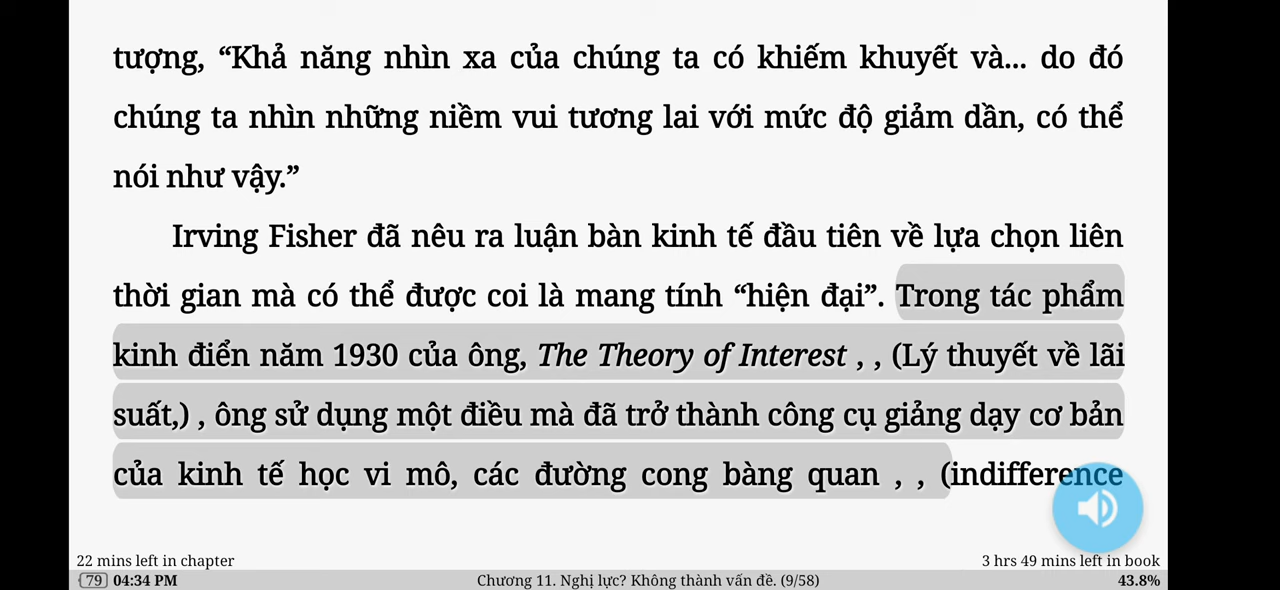 tượng, “Khả năng nhìn xa của chúng ta có khiếm khuyết và... do đó
chúng ta nhìn những niềm vui tương lai với mức độ giảm dần, có thể
nói như vậy.”
Irving Fisher đã nêu ra luận bàn kinh tế đầu tiên về lựa chọn liên
thời gian mà có thể được coi là mang tính “hiện đại”. Trong tác phẩm
kinh điển năm 1930 của ông, The Theory of Interest , , (Lý thuyết về lãi
suất,) , ông sử dụng một điều mà đã trở thành công cụ giảng dạy cơ bản
của kinh tế học vi mô, các đường cong bàng quan , , (indifference
22 mins left in chapter
3 hrs 49 mins left in book
79 04:34 PM
Chương 11. Nghị lực? Không thành vấn đề. (9/58)
43.8%